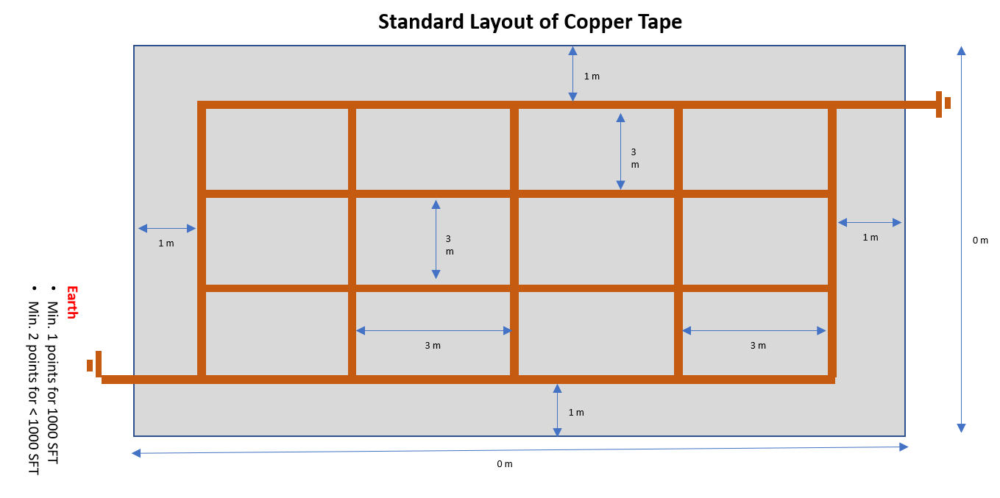 Standard Layout of Copper Tape
1 m
3
m
3
m
1 m
1 m
0 m
3 m
3 m
1 m
0 m
Earth
• Min. 1 points for 1000 SFT
• Min. 2 points for < 1000 SFT